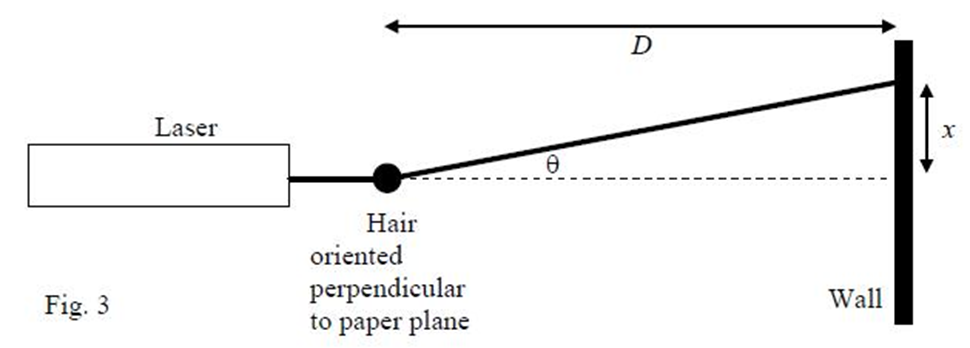 D
Laser
x
θ
Hair
oriented
perpendicular
to paper plane
Wall
Fig. 3